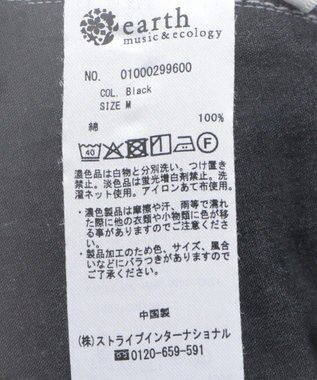 earth
music&ecology
NO. 01000299600
COL. Black
SIZE M
綿 100%
40 F
濃色品は白物と分別洗い。つけ置き
禁止。淡色品は蛍光増白剤禁止。洗
濯ネット使用。アイロンあて布使用。
・濃色製品は摩擦や汗、雨等で濡れ
た際に他の衣類や小物類に色が移
る事がありますのでご注意ください。
・製品加工のため色、サイズ、風合
いなどにバラつきがありますのでご
了承ください。
中国製
(株)ストライプインターナショナル
0120-659-591